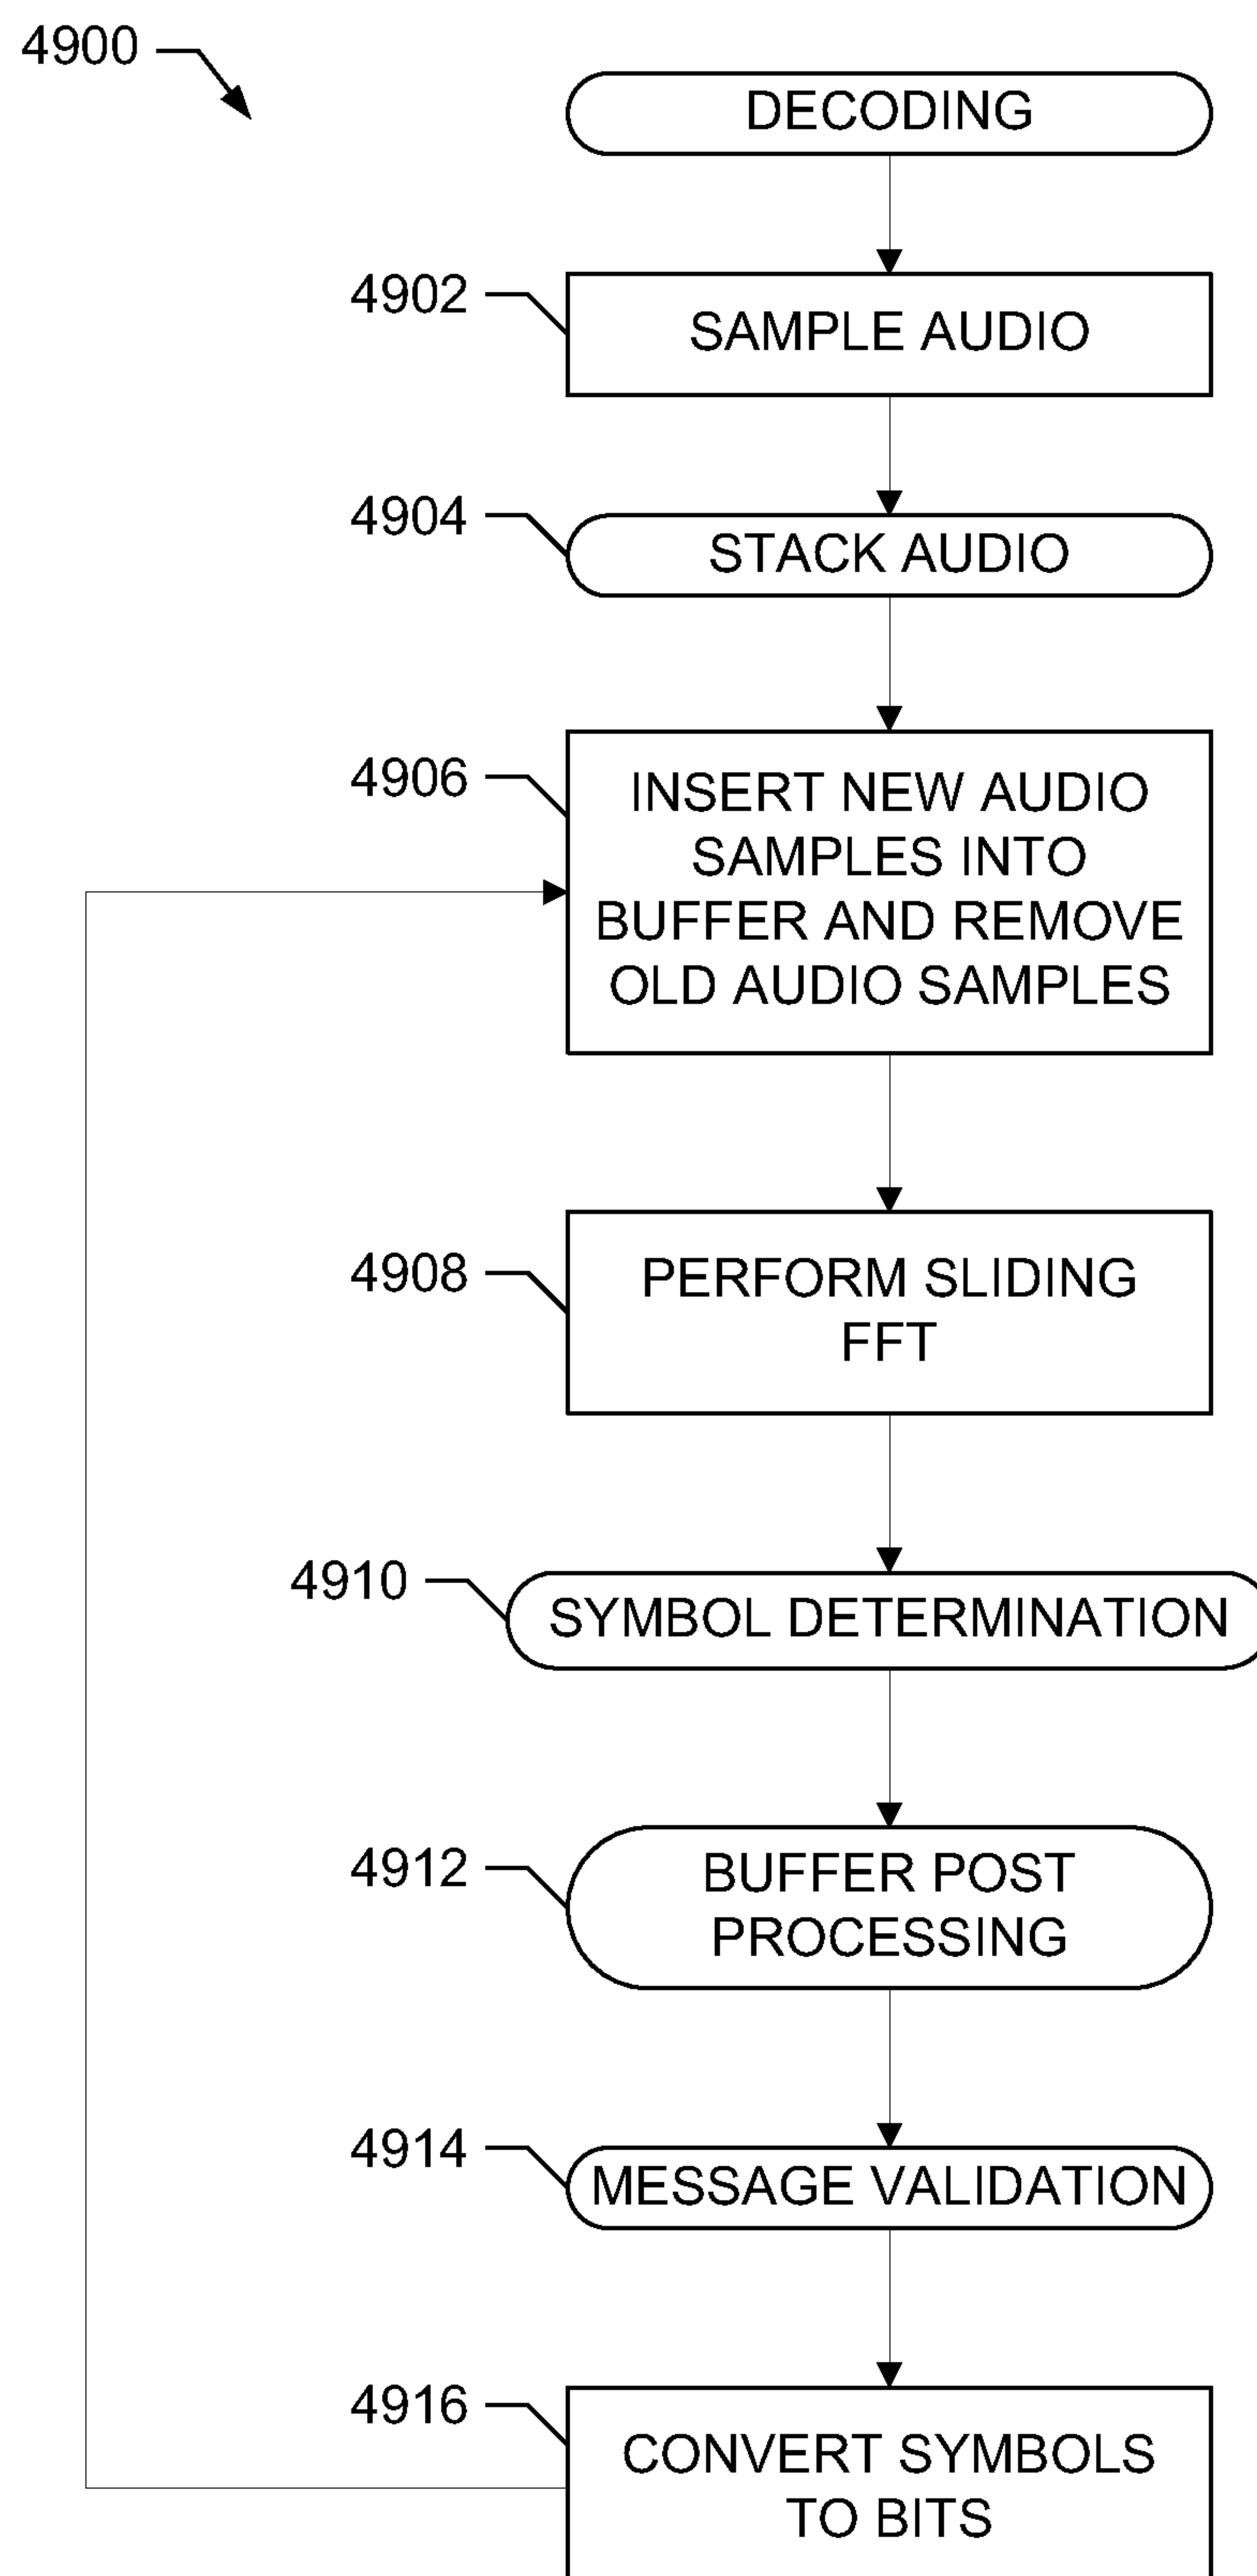 4900
DECODING
4902
SAMPLE AUDIO
4904
STACK AUDIO
4906
INSERT NEW AUDIO
SAMPLES INTO
BUFFER AND REMOVE
OLD AUDIO SAMPLES
4908
PERFORM SLIDING
FFT
4910
SYMBOL DETERMINATION
4912
BUFFER POST
PROCESSING
4914
MESSAGE VALIDATION
4916
CONVERT SYMBOLS
TO BITS